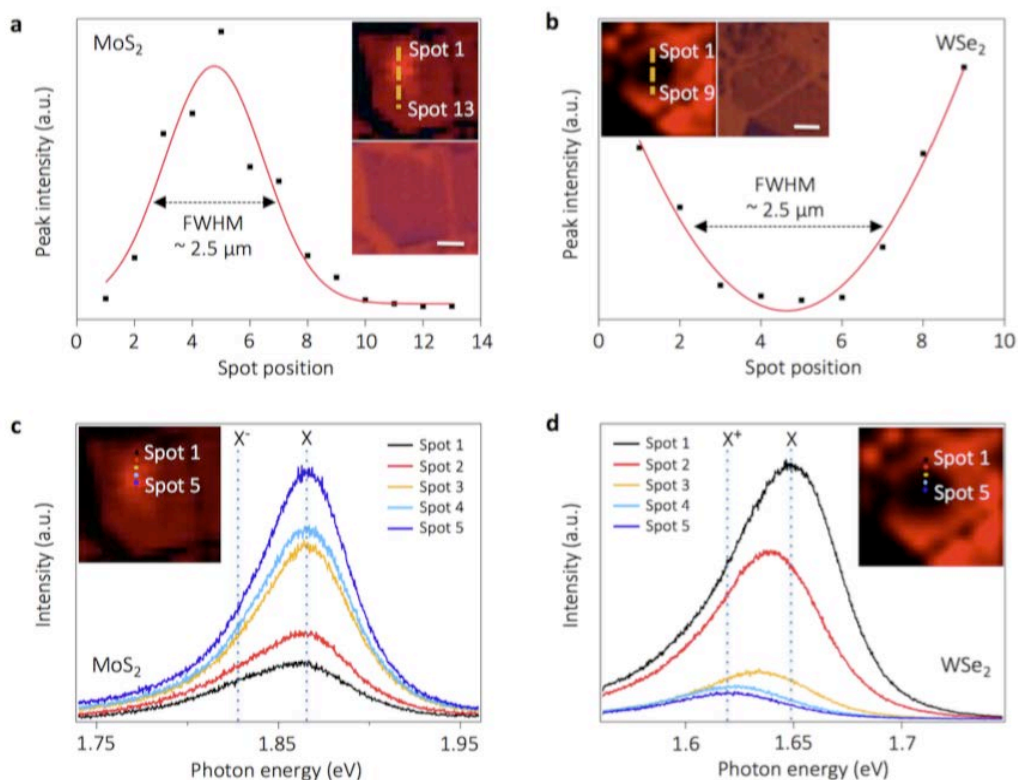 a
MoS₂
Spot 1
Spot 13
FWHM
~ 2.5 μm
Peak intensity (a.u.)
0 2 4 6 8 10 12 14
Spot position
b
WSe₂
Spot 1
Spot 9
FWHM
~ 2.5 μm
Peak intensity (a.u.)
0 2 4 6 8 10
Spot position
c
X⁻ X
Spot 1
Spot 5
Spot 1
Spot 2
Spot 3
Spot 4
Spot 5
MoS₂
Intensity (a.u.)
1.75 1.85 1.95
Photon energy (eV)
d
X⁺ X
Spot 1
Spot 2
Spot 3
Spot 4
Spot 5
Spot 1
Spot 5
WSe₂
Intensity (a.u.)
1.6 1.65 1.7
Photon energy (eV)